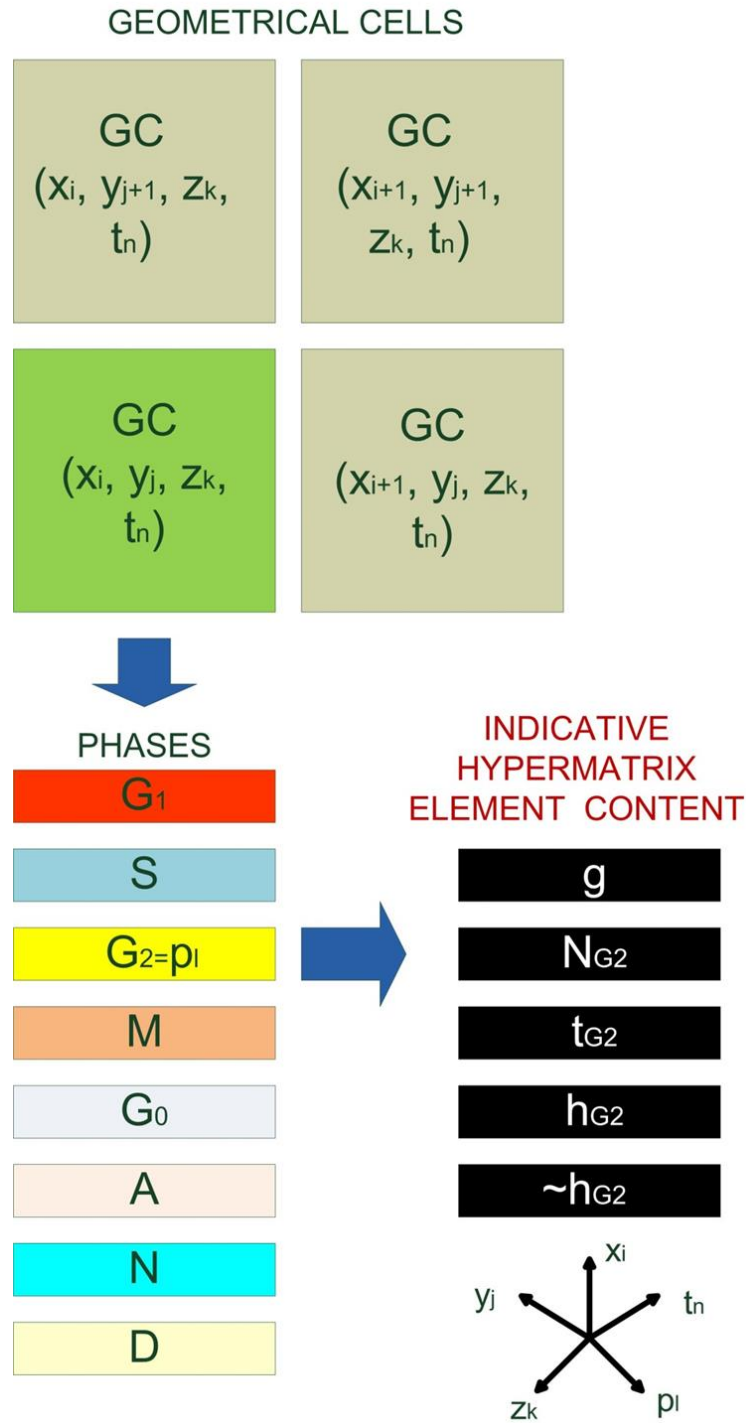 GEOMETRICAL CELLS
GC
(xi, yj+1, zk,
tn)
GC
(xi+1, yj+1,
zk, tn)
GC
(xi, yj, zk,
tn)
GC
(xi+1, yj, zk,
tn)
PHASES
G1
S
G2=pl
M
G0
A
N
D
INDICATIVE
HYPERMATRIX
ELEMENT CONTENT
g
NG2
tG2
hG2
~hG2
xi
yj
tn
zk
pl